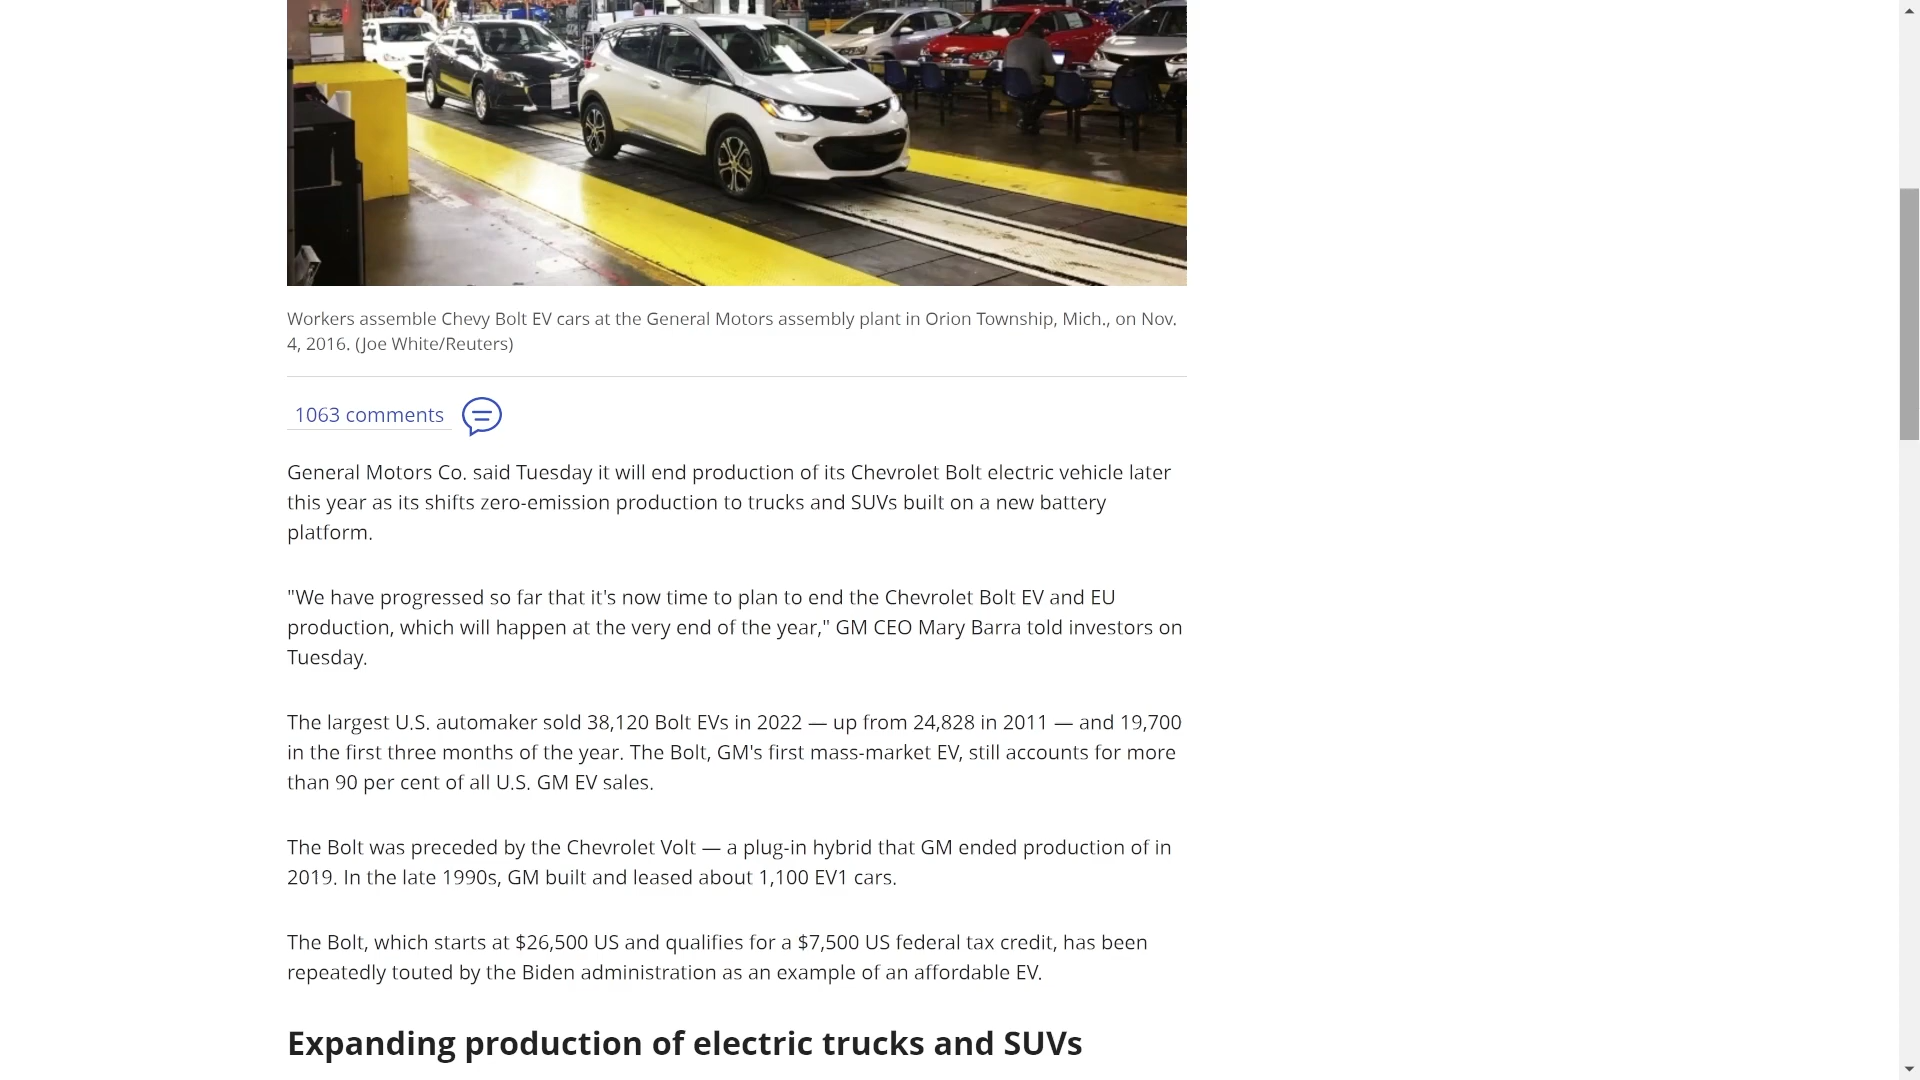 Workers assemble Chevy Bolt EV cars at the General Motors assembly plant in Orion Township, Mich., on Nov.
4, 2016. (Joe White/Reuters)
1063 comments
General Motors Co. said Tuesday it will end production of its Chevrolet Bolt electric vehicle later
this year as its shifts zero-emission production to trucks and SUVs built on a new battery
platform.
"We have progressed so far that it's now time to plan to end the Chevrolet Bolt EV and EU
production, which will happen at the very end of the year," GM CEO Mary Barra told investors on
Tuesday.
The largest U.S. automaker sold 38,120 Bolt EVs in 2022 — up from 24,828 in 2011 — and 19,700
in the first three months of the year. The Bolt, GM's first mass-market EV, still accounts for more
than 90 per cent of all U.S. GM EV sales.
The Bolt was preceded by the Chevrolet Volt — a plug-in hybrid that GM ended production of in
2019. In the late 1990s, GM built and leased about 1,100 EV1 cars.
The Bolt, which starts at $26,500 US and qualifies for a $7,500 US federal tax credit, has been
repeatedly touted by the Biden administration as an example of an affordable EV.
Expanding production of electric trucks and SUVs